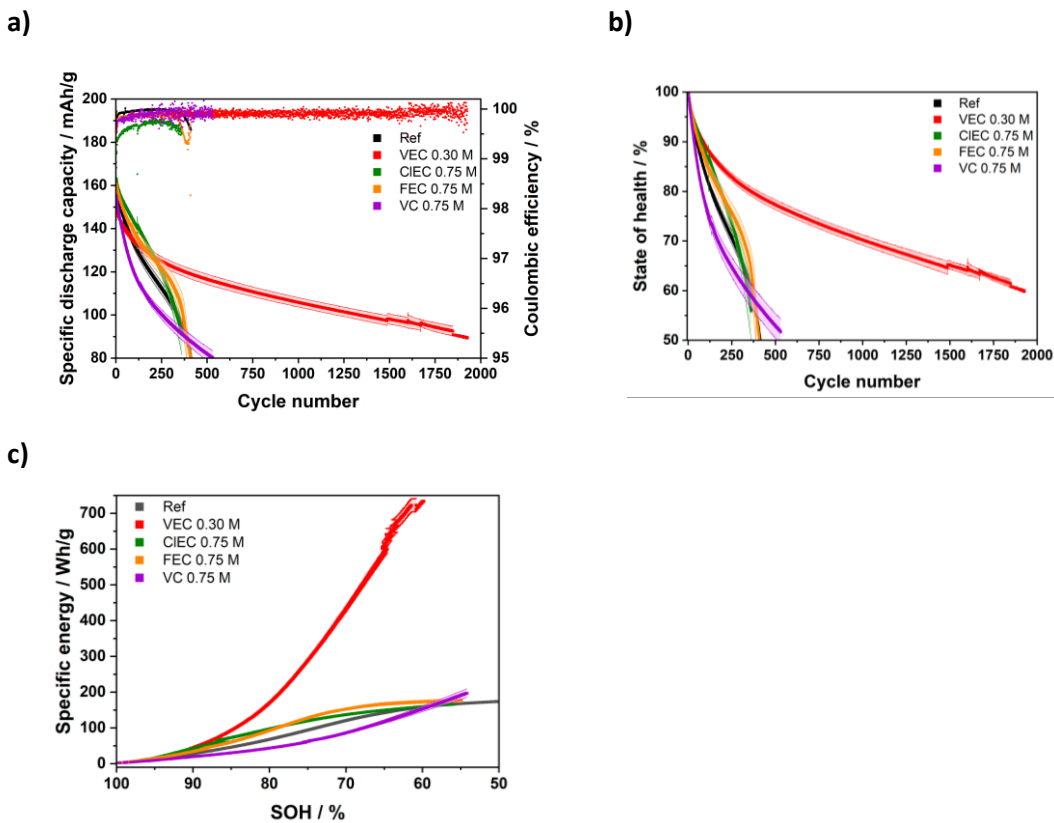 a)
Specific discharge capacity / mAh/g
200
180
160
140
120
100
80
0 250 500 750 1000 1250 1500 1750 2000
Cycle number
100
99
98
97
96
95
Coulombic efficiency / %
Ref
VEC 0.30 M
ClEC 0.75 M
FEC 0.75 M
VC 0.75 M
b)
State of health / %
100
90
80
70
60
50
0 250 500 750 1000 1250 1500 1750 2000
Cycle number
Ref
VEC 0.30 M
ClEC 0.75 M
FEC 0.75 M
VC 0.75 M
c)
Specific energy / Wh/g
700
600
500
400
300
200
100
0
100 90 80 70 60 50
SOH / %
Ref
VEC 0.30 M
ClEC 0.75 M
FEC 0.75 M
VC 0.75 M